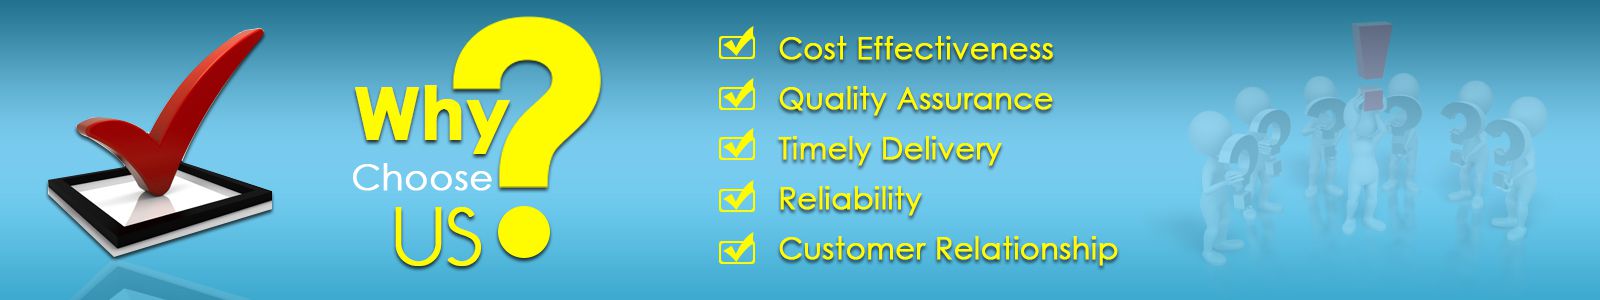 Why?
Choose
US
Cost Effectiveness
Quality Assurance
Timely Delivery
Reliability
Customer Relationship